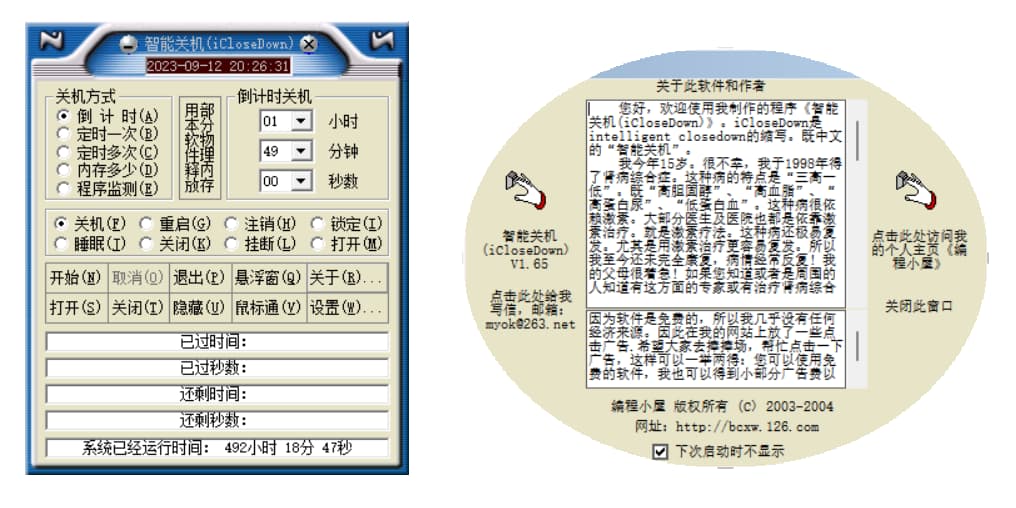 智能关机(iCloseDown)
2023-09-12 20:26:31
关机方式
倒 计 时(A)
定时一次(B)
定时多次(C)
内存多少(D)
程序监测(E)
用本软件释放
部分物理内存
倒计时关机
01 小时
49 分钟
00 秒数
关机(F) 重启(G) 注销(H) 锁定(I)
睡眠(I) 关闭(K) 挂断(L) 打开(M)
开始(N) 取消(O) 退出(P) 悬浮窗(Q) 关于(R)...
打开(S) 关闭(T) 隐藏(U) 鼠标通(V) 设置(W)...
已过时间:
已过秒数:
还剩时间:
还剩秒数:
系统已经运行时间: 492小时 18分 47秒
关于此软件和作者
智能关机
(iCloseDown)
V1.65
点击此处给我
写信，邮箱:
myok@263.net
您好，欢迎使用我制作的程序《智能
关机(iCloseDown)》。iCloseDown是
intelligent closedown的缩写。既中文
的“智能关机”。
我今年15岁。很不幸，我于1998年得
了肾病综合症。这种病的特点是“三高一
低”。既“高胆固醇”、“高血脂”、“
高蛋白尿”、“低蛋白血”。这种病很依
赖激素。大部分医生及医院也都是依靠激
素治疗。就是激素疗法。这种病还极易复
发。尤其是用激素治疗更容易复发。所以
我至今还未完全康复，病情经常反复！我
的父母很着急！如果您知道或者是周围的
人知道有这方面的专家或有治疗肾病综合
因为软件是免费的，所以我几乎没有任何
经济来源。因此在我的网站上放了一些点
击广告.希望大家去捧捧场，帮忙点击一下
广告，这样可以一举两得：您可以使用免
费的软件，我也可以得到小部分广告费以
点击此处访问我
的个人主页《编
程小屋》
关闭此窗口
编程小屋 版权所有 (C) 2003-2004
网址: http://bcxw.126.com
下次启动时不显示